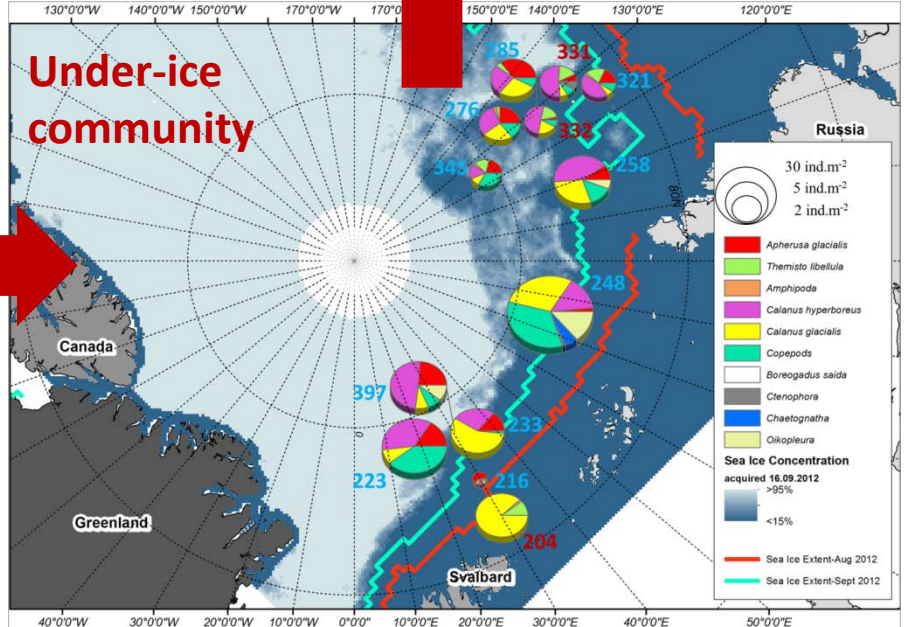 130°0'0"W 150°0'0"W 170°0'0"W 170° 150°0'0"E 140°0'0"E 130°0'0"E 120°0'0"E
Under-ice
community
285
331
321
276
332
345
258
Russia
80N
248
Canada
397
233
223
216
204
0
Greenland
Svalbard
30 ind.m-2
5 ind.m-2
2 ind.m-2
Apherusa glacialis
Themisto libellula
Amphipoda
Calanus hyperboreus
Calanus glacialis
Copepods
Boreogadus saida
Ctenophora
Chaetognatha
Oikopleura
Sea Ice Concentration
acquired 16.09.2012
>95%
<15%
Sea Ice Extent-Aug 2012
Sea Ice Extent-Sept 2012
40°0'0"W 30°0'0"W 20°0'0"W 10°0'0"W 0°0'0" 10°0'0"E 20°0'0"E 30°0'0"E 40°0'0"E 50°0'0"E